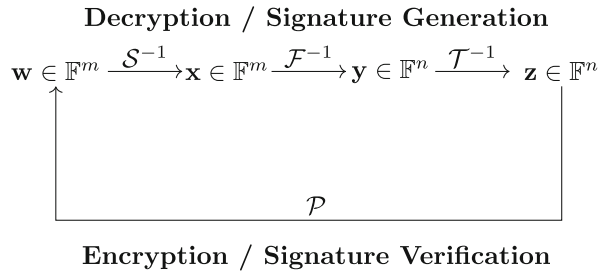 Decryption / Signature Generation
w ∈ 𝔽^m S^{-1} x ∈ 𝔽^m F^{-1} y ∈ 𝔽^n T^{-1} z ∈ 𝔽^n
P
Encryption / Signature Verification